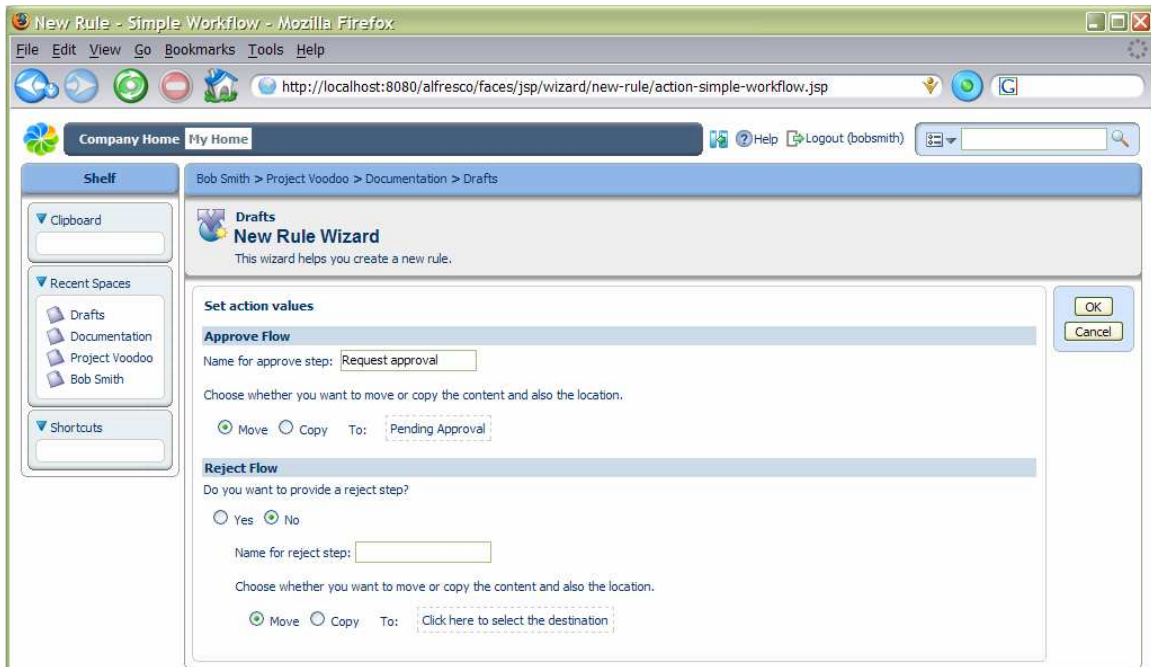 New Rule - Simple Workflow - Mozilla Firefox
File Edit View Go Bookmarks Tools Help
http://localhost:8080/alfresco/faces/jsp/wizard/new-rule/action-simple-workflow.jsp
G
Company Home My Home
Help Logout (bobsmith)
Shelf
Bob Smith > Project Voodoo > Documentation > Drafts
Clipboard
Drafts
New Rule Wizard
This wizard helps you create a new rule.
Recent Spaces
Drafts
Documentation
Project Voodoo
Bob Smith
Shortcuts
Set action values
Approve Flow
Name for approve step: Request approval
Choose whether you want to move or copy the content and also the location.
Move Copy To: Pending Approval
Reject Flow
Do you want to provide a reject step?
Yes No
Name for reject step:
Choose whether you want to move or copy the content and also the location.
Move Copy To: Click here to select the destination
OK
Cancel